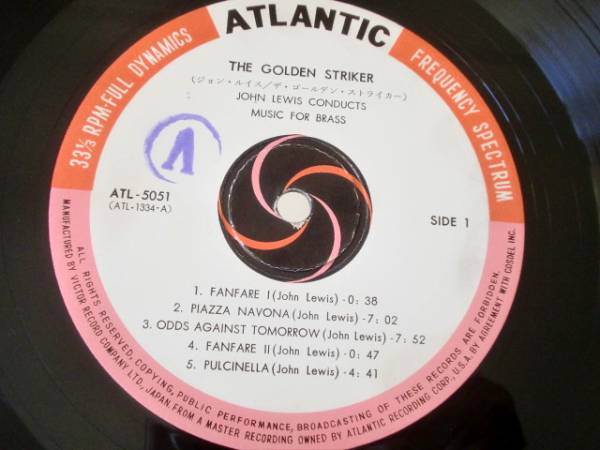 ATLANTIC
33⅓ RPM-FULL DYNAMICS
FREQUENCY SPECTRUM
THE GOLDEN STRIKER
(ジョン・ルイス/ザ・ゴールデン・ストライカー)
JOHN LEWIS CONDUCTS
MUSIC FOR BRASS
ATL-5051
(ATL-1334-A)
SIDE 1
1. FANFARE I (John Lewis) - 0: 38
2. PIAZZA NAVONA (John Lewis) - 7: 02
3. ODDS AGAINST TOMORROW (John Lewis) - 7: 52
4. FANFARE II (John Lewis) - 0: 47
5. PULCINELLA (John Lewis) - 4: 41
ALL RIGHTS RESERVED, COPYING, PUBLIC PERFORMANCE, BROADCASTING OF THESE RECORDS ARE FORBIDDEN.
MANUFACTURED BY VICTOR RECORD COMPANY LTD., JAPAN. FROM A MASTER RECORDING OWNED BY ATLANTIC RECORDING CORP., U.S.A. BY AGREEMENT WITH COSDEL INC.